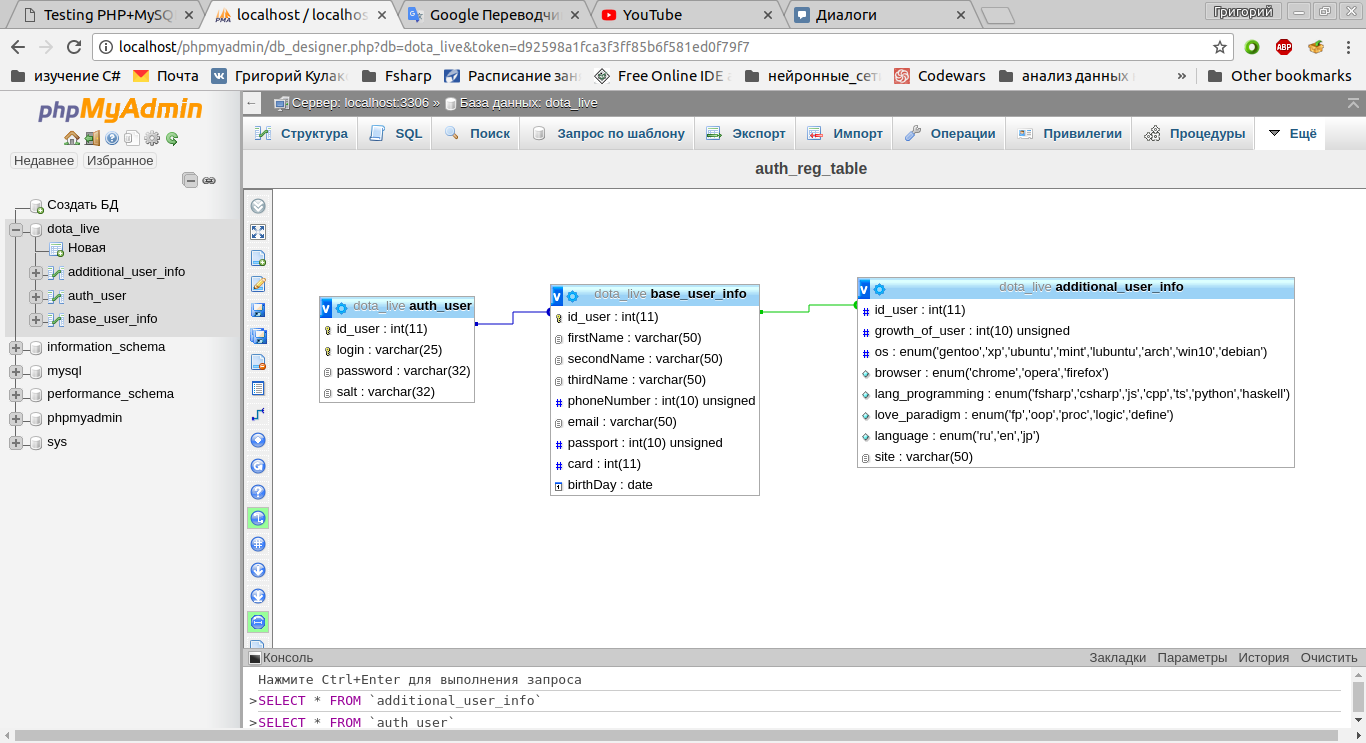 Testing PHP+MySQ
localhost / localhos
Google Переводчи
YouTube
Диалоги
Григорий
localhost/phpmyadmin/db_designer.php?db=dota_live&token=d92598a1fca3f3ff85b6f581ed0f79f7
ABP
изучение C#
Почта
Григорий Кулак
Fsharp
Расписание зан
Free Online IDE
нейронные_сет
Codewars
анализ данных
»
Other bookmarks
phpMyAdmin
Недавнее Избранное
Создать БД
dota_live
Новая
additional_user_info
auth_user
base_user_info
information_schema
mysql
performance_schema
phpmyadmin
sys
← Сервер: localhost:3306 » База данных: dota_live
Структура SQL Поиск Запрос по шаблону Экспорт Импорт Операции Привилегии Процедуры Ещё
auth_reg_table
v dota_live auth_user
id_user : int(11)
login : varchar(25)
password : varchar(32)
salt : varchar(32)
v dota_live base_user_info
id_user : int(11)
firstName : varchar(50)
secondName : varchar(50)
thirdName : varchar(50)
# phoneNumber : int(10) unsigned
email : varchar(50)
# passport : int(10) unsigned
# card : int(11)
birthDay : date
v dota_live additional_user_info
# id_user : int(11)
# growth_of_user : int(10) unsigned
# os : enum('gentoo','xp','ubuntu','mint','lubuntu','arch','win10','debian')
browser : enum('chrome','opera','firefox')
lang_programming : enum('fsharp','csharp','js','cpp','ts','python','haskell')
love_paradigm : enum('fp','oop','proc','logic','define')
language : enum('ru','en','jp')
site : varchar(50)
Консоль Закладки Параметры История Очистить
Нажмите Ctrl+Enter для выполнения запроса
>SELECT * FROM `additional_user_info`
>SELECT * FROM `auth_user`